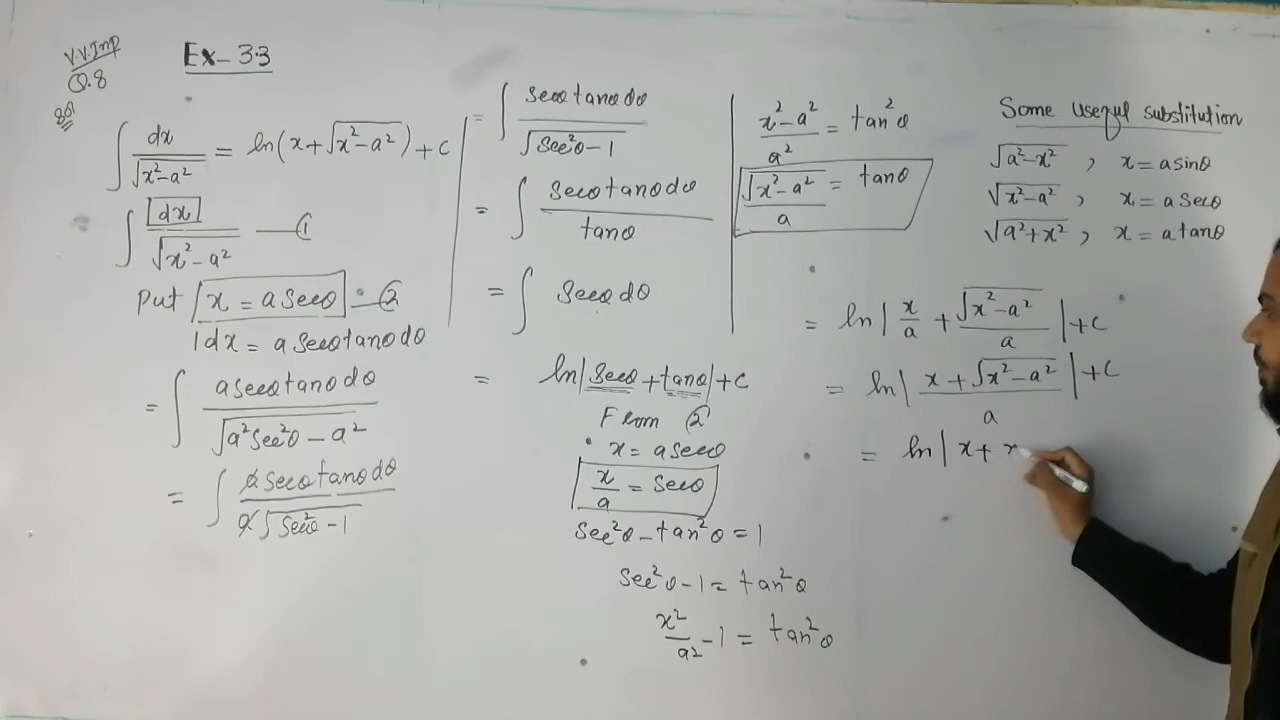 V.V.Imp
Q.8
Ex-3.3
∫ dx/√(x²-a²) = ln(x+√(x²-a²))+c
∫ dx/√(x²-a²) —①
Put x = a secθ —②
dx = a secθ tanθ dθ
= ∫ a secθ tanθ dθ/√(a²sec²θ - a²)
= ∫ a secθ tanθ dθ/a√(sec²θ - 1)
= ∫ secθ tanθ dθ/√(sec²θ - 1)
= ∫ secθ tanθ dθ/tanθ
= ∫ secθ dθ
= ln|secθ + tanθ|+c
From ②
x = a secθ
x/a = secθ
sec²θ - tan²θ = 1
sec²θ - 1 = tan²θ
x²/a² - 1 = tan²θ
(x²-a²)/a² = tan²θ
√(x²-a²)/a = tanθ
Some useful substitution
√(a²-x²) , x = a sinθ
√(x²-a²) , x = a secθ
√(a²+x²) , x = a tanθ
= ln|x/a + √(x²-a²)/a|+c
= ln|(x+√(x²-a²))/a|+c
= ln|x+